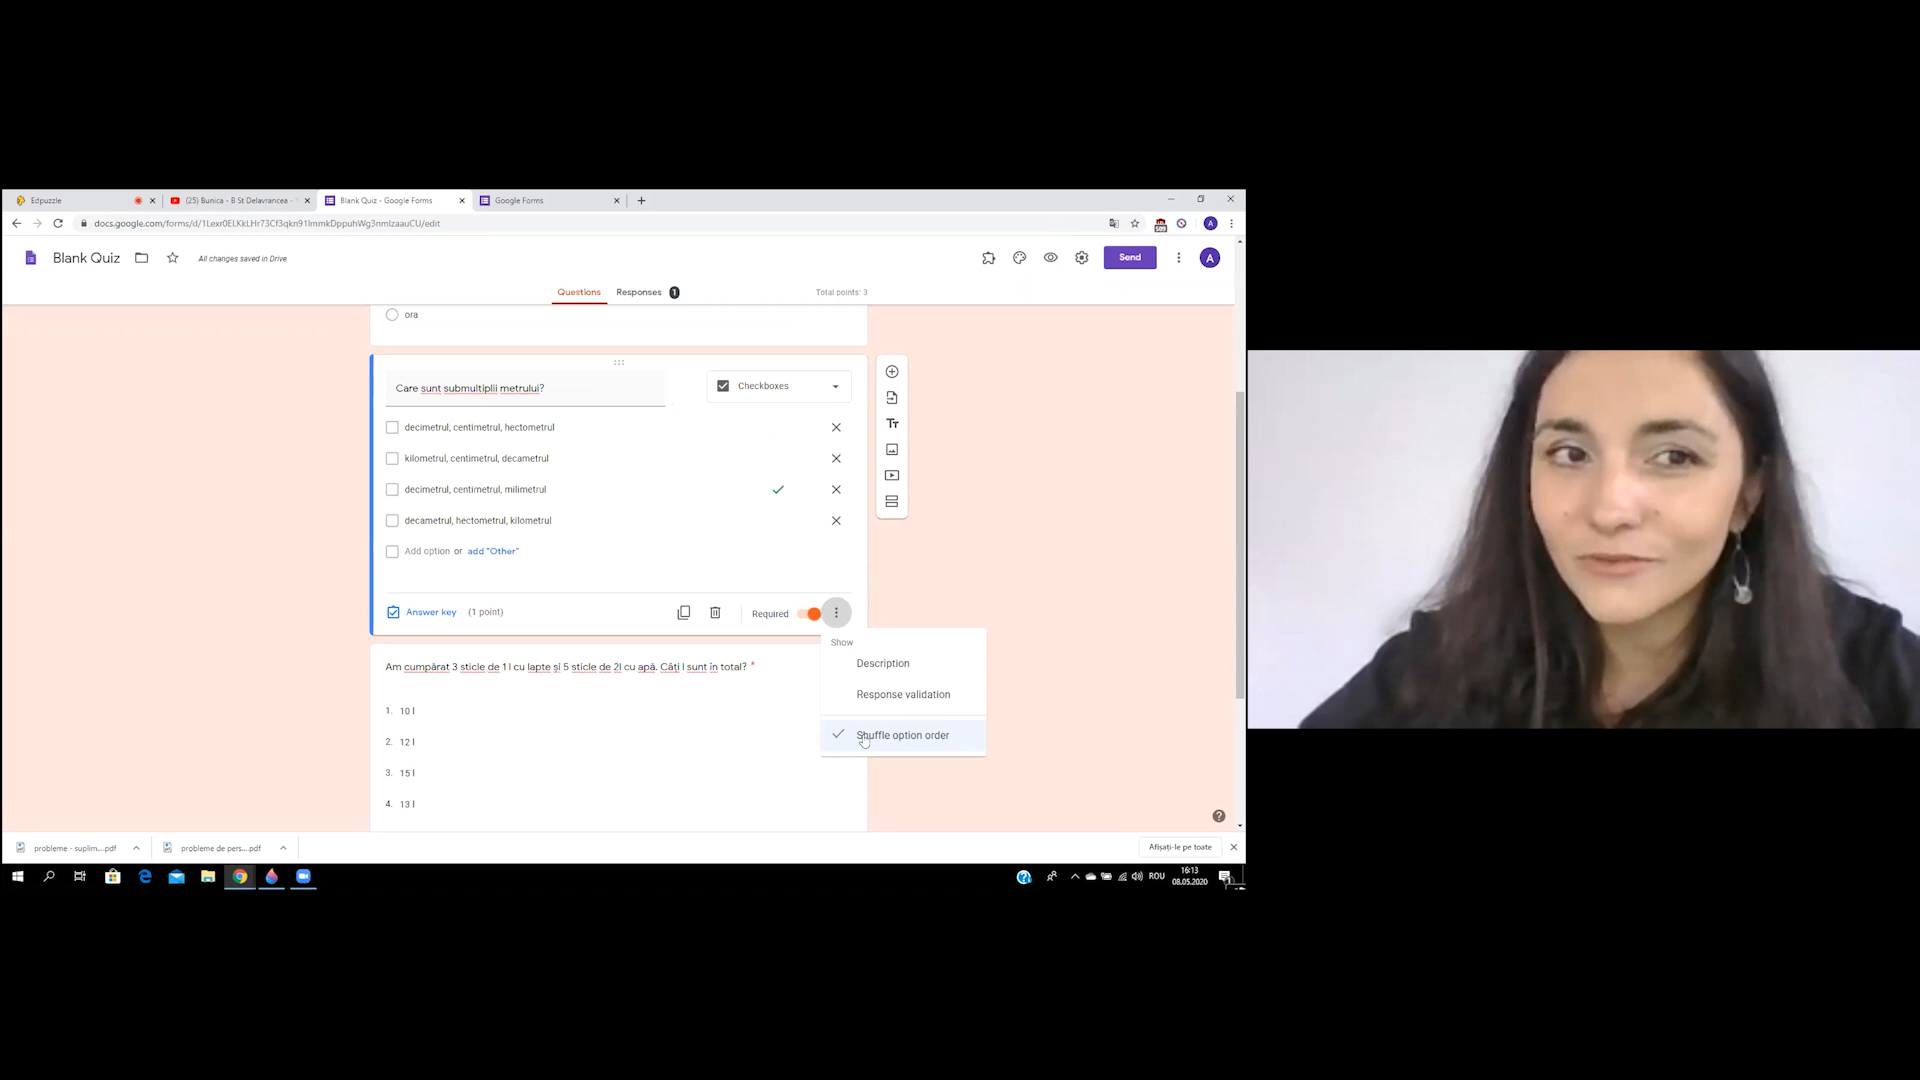 Edpuzzle
(25) Bunica - B St Delavrancea -
Blank Quiz - Google Forms
Google Forms
docs.google.com/forms/d/1Lexr0ELKkLHr73Cf3qkn91ImmkDppuhWg3nmIzaauCU/edit
509
A
Blank Quiz
All changes saved in Drive
Send
A
Questions
Responses
1
Total points: 3
ora
Care sunt submultiplii metrului?
Checkboxes
decimetrul, centimetrul, hectometrul
kilometrul, centimetrul, decametrul
decimetrul, centimetrul, milimetrul
decametrul, hectometrul, kilometrul
Add option or add "Other"
Tт
Answer key
(1 point)
Required
Show
Description
Response validation
Shuffle option order
Am cumpărat 3 sticle de 1 l cu lapte și 5 sticle de 2l cu apă. Câți l sunt în total? *
1. 10 l
2. 12 l
3. 15 l
4. 13 l
probleme - suplim....pdf
probleme de pers....pdf
Afișați-le pe toate
ROU
16:13
08.05.2020